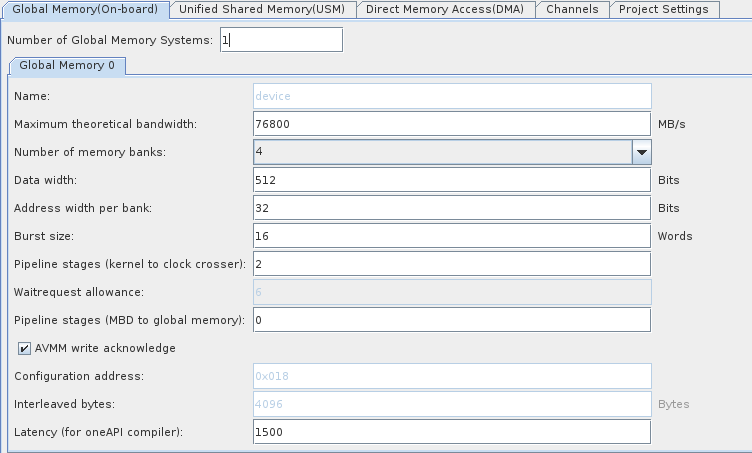 Global Memory(On-board) Unified Shared Memory(USM) Direct Memory Access(DMA) Channels Project Settings
Number of Global Memory Systems: 1
Global Memory 0
Name: device
Maximum theoretical bandwidth: 76800 MB/s
Number of memory banks: 4
Data width: 512 Bits
Address width per bank: 32 Bits
Burst size: 16 Words
Pipeline stages (kernel to clock crosser): 2
Waitrequest allowance: 6
Pipeline stages (MBD to global memory): 0
AVMM write acknowledge
Configuration address: 0x018
Interleaved bytes: 4096 Bytes
Latency (for oneAPI compiler): 1500